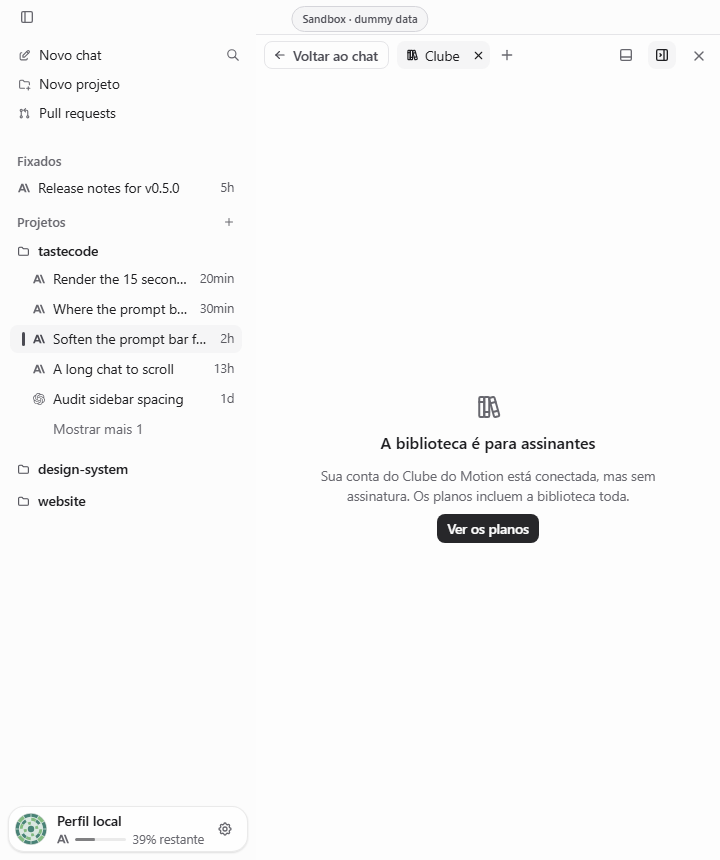 Sandbox · dummy data
Novo chat
Novo projeto
Pull requests
Fixados
Release notes for v0.5.0 5h
Projetos
tastecode
Render the 15 secon... 20min
Where the prompt b... 30min
Soften the prompt bar f... 2h
A long chat to scroll 13h
Audit sidebar spacing 1d
Mostrar mais 1
design-system
website
Perfil local
39% restante
Voltar ao chat
Clube
A biblioteca é para assinantes
Sua conta do Clube do Motion está conectada, mas sem
assinatura. Os planos incluem a biblioteca toda.
Ver os planos